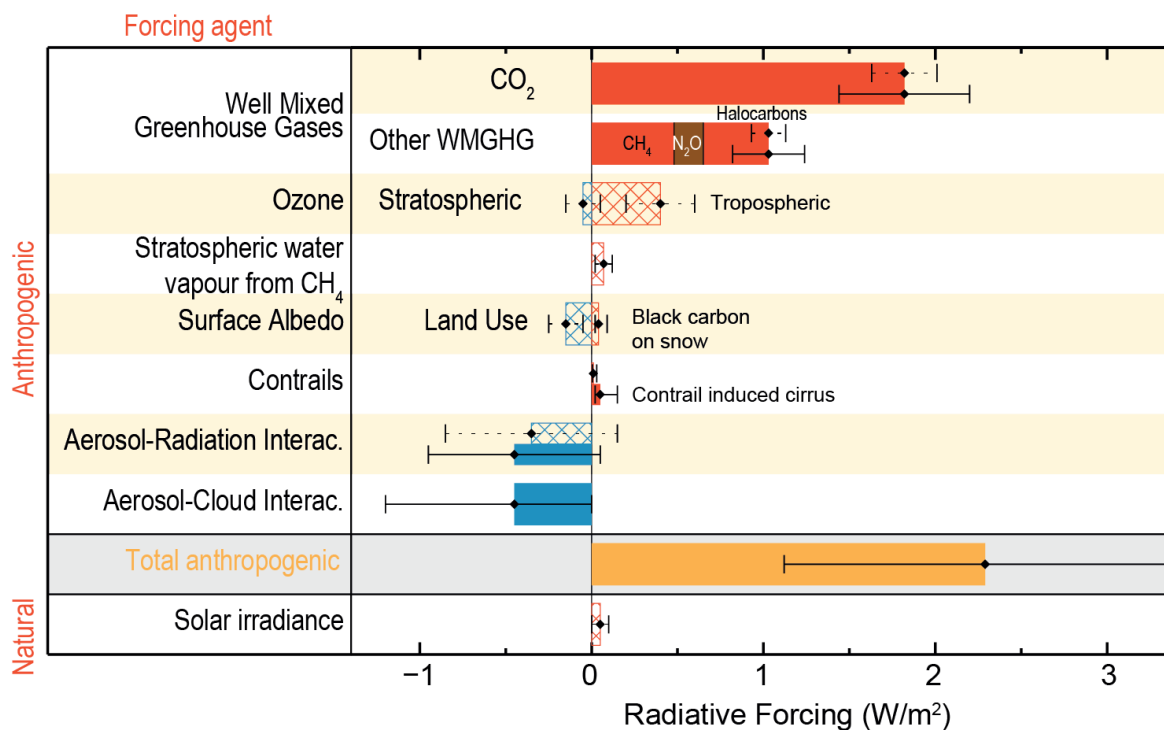 Forcing agent
Anthropogenic
Natural
Well Mixed
Greenhouse Gases
CO₂
Other WMGHG
CH₄
N₂O
Halocarbons
Ozone
Stratospheric
Tropospheric
Stratospheric water
vapour from CH₄
Surface Albedo
Land Use
Black carbon
on snow
Contrails
Contrail induced cirrus
Aerosol-Radiation Interac.
Aerosol-Cloud Interac.
Total anthropogenic
Solar irradiance
−1
0
1
2
3
Radiative Forcing (W/m²)